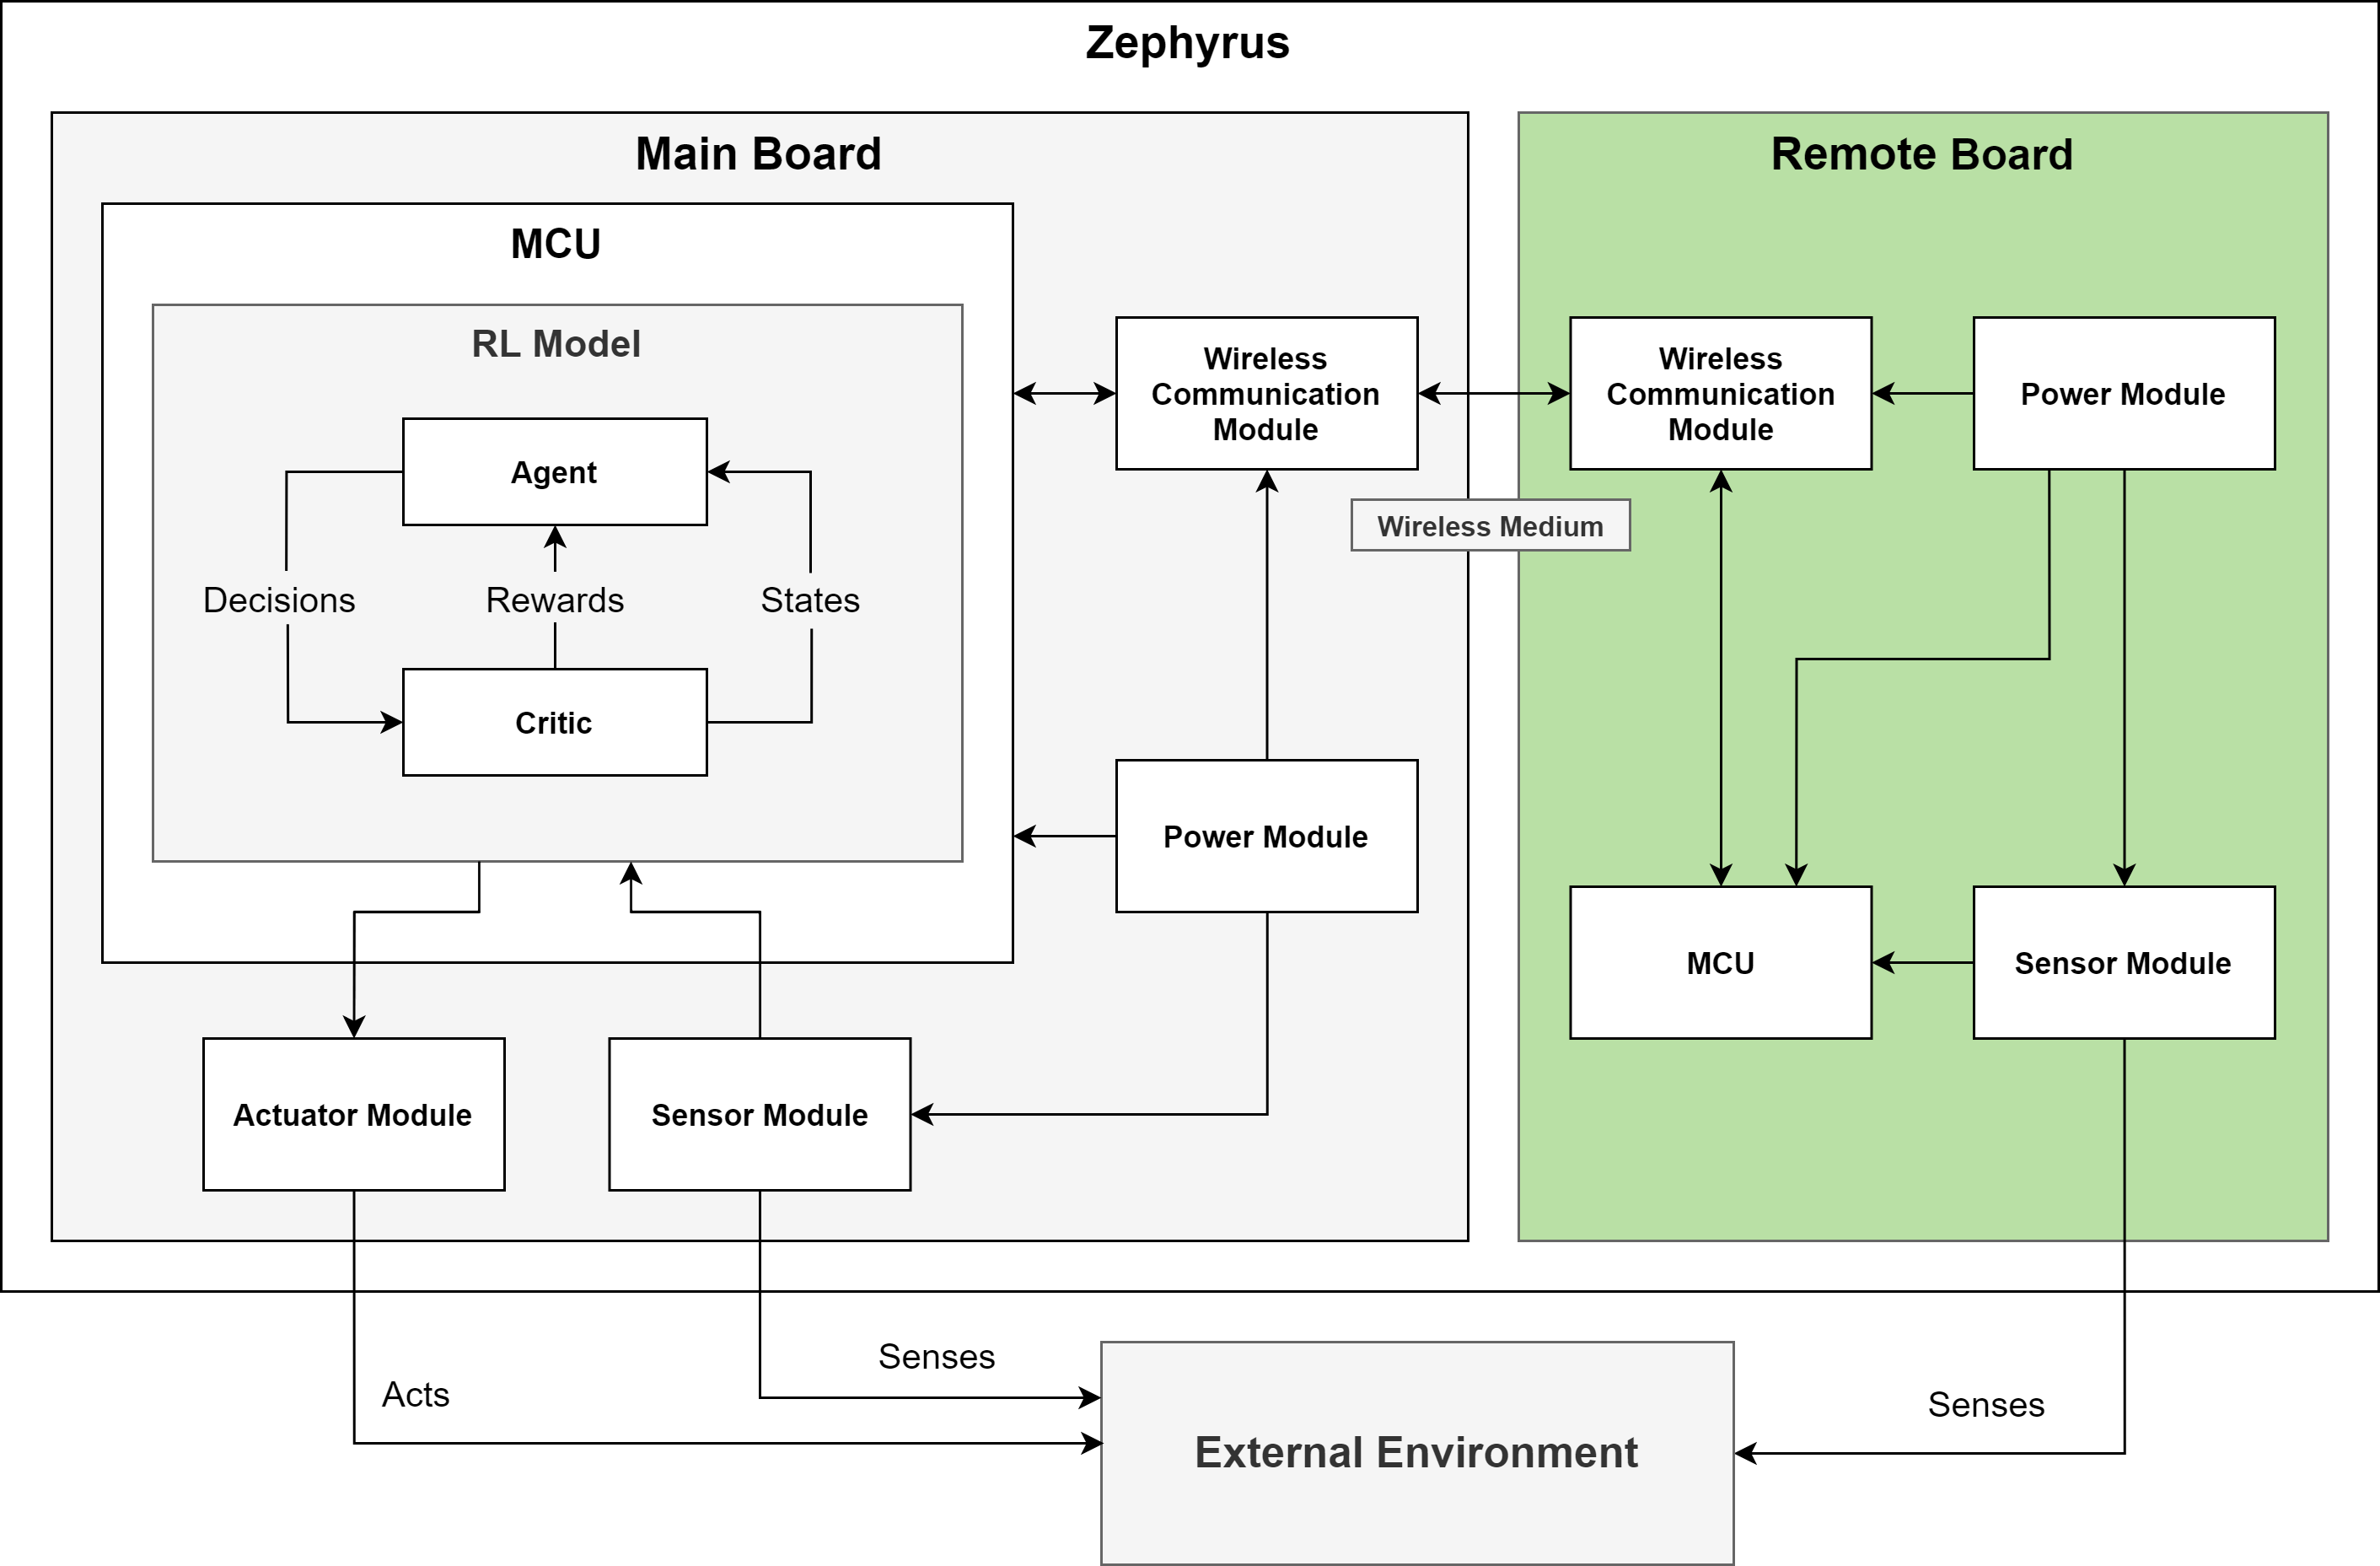 Zephyrus
Main Board
Remote Board
MCU
RL Model
Agent
Decisions
Rewards
States
Critic
Wireless
Communication
Module
Wireless
Communication
Module
Power Module
Wireless Medium
Power Module
MCU
Sensor Module
Actuator Module
Sensor Module
Senses
Acts
Senses
External Environment